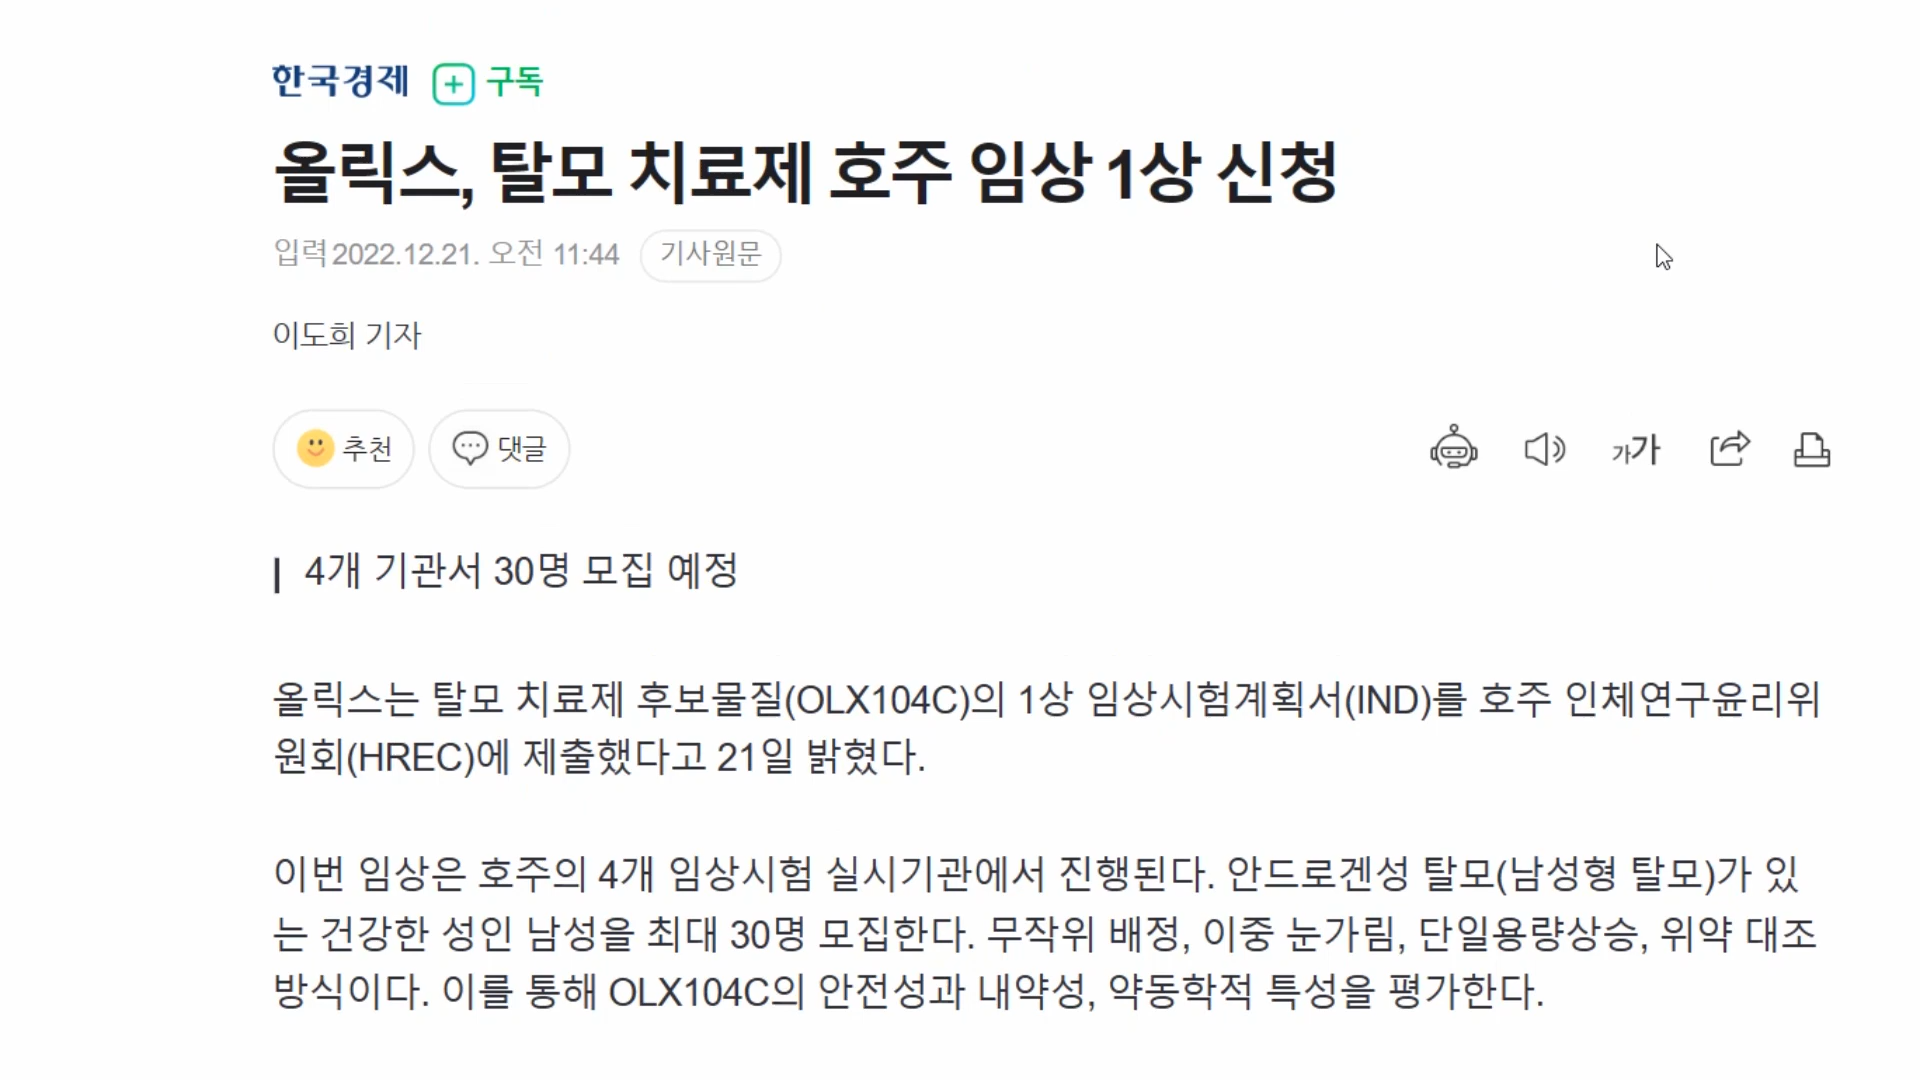 한국경제 구독
올릭스, 탈모 치료제 호주 임상 1상 신청
입력 2022.12.21. 오전 11:44 기사원문
이도희 기자
추천 댓글 가가
4개 기관서 30명 모집 예정
올릭스는 탈모 치료제 후보물질(OLX104C)의 1상 임상시험계획서(IND)를 호주 인체연구윤리위
원회(HREC)에 제출했다고 21일 밝혔다.
이번 임상은 호주의 4개 임상시험 실시기관에서 진행된다. 안드로겐성 탈모(남성형 탈모)가 있
는 건강한 성인 남성을 최대 30명 모집한다. 무작위 배정, 이중 눈가림, 단일용량상승, 위약 대조
방식이다. 이를 통해 OLX104C의 안전성과 내약성, 약동학적 특성을 평가한다.